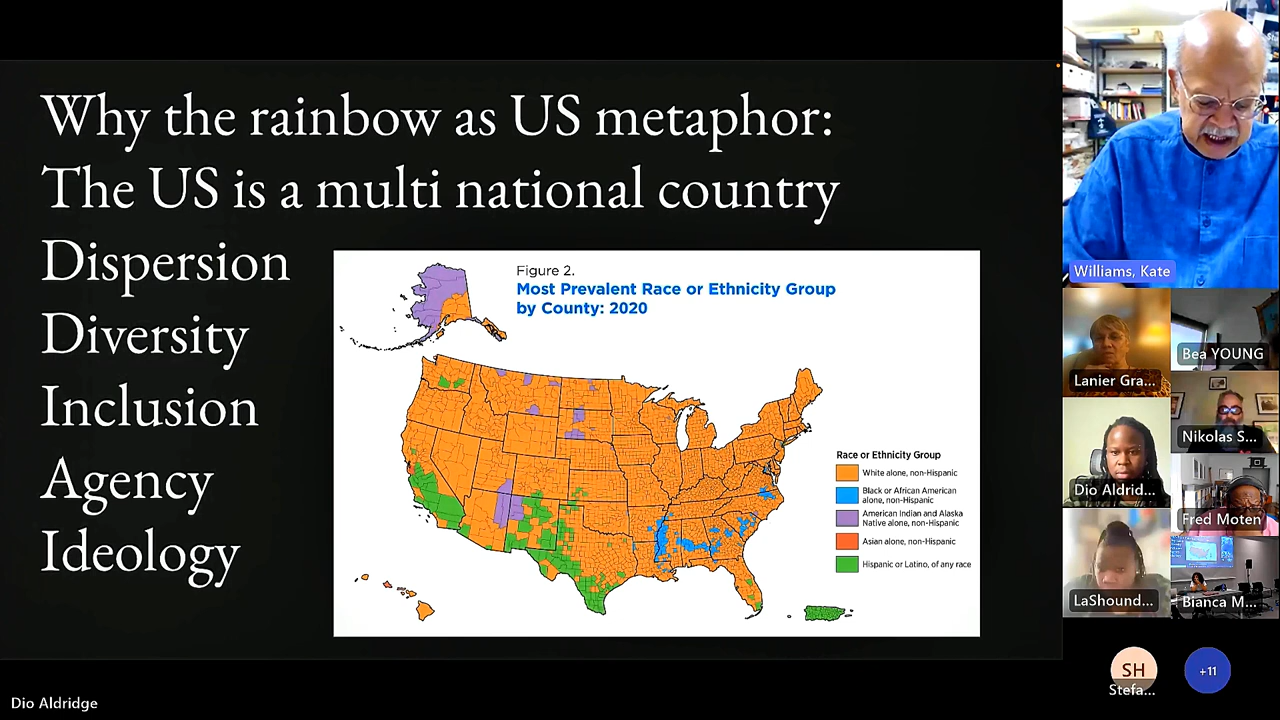 Why the rainbow as US metaphor:
The US is a multi national country
Dispersion
Diversity
Inclusion
Agency
Ideology
Figure 2.
Most Prevalent Race or Ethnicity Group
by County: 2020
Race or Ethnicity Group
White alone, non-Hispanic
Black or African American
alone, non-Hispanic
American Indian and Alaska
Native alone, non-Hispanic
Asian alone, non-Hispanic
Hispanic or Latino, of any race
Williams, Kate
Lanier Gra...
Bea YOUNG
Nikolas S...
Dio Aldrid...
Fred Moten
LaShound...
Bianca M...
SH
Stefa...
+11
Dio Aldridge